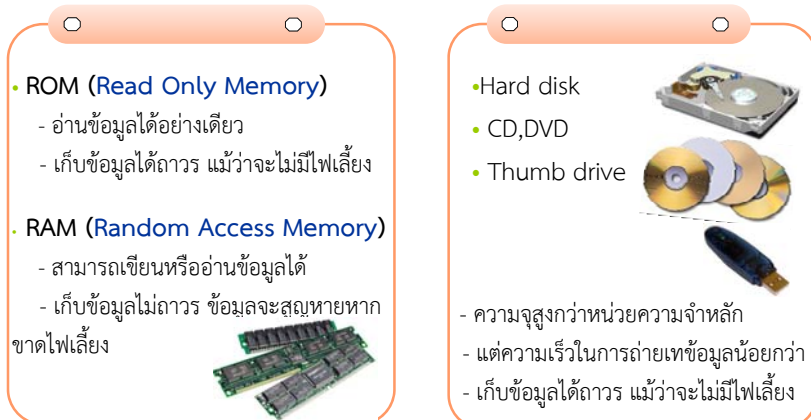 • ROM (Read Only Memory)
- อ่านข้อมูลได้อย่างเดียว
- เก็บข้อมูลได้ถาวร แม้ว่าจะไม่มีไฟเลี้ยง
• RAM (Random Access Memory)
- สามารถเขียนหรืออ่านข้อมูลได้
- เก็บข้อมูลไม่ถาวร ข้อมูลจะสูญหายหาก
ขาดไฟเลี้ยง
•Hard disk
• CD,DVD
• Thumb drive
- ความจุสูงกว่าหน่วยความจำหลัก
- แต่ความเร็วในการถ่ายเทข้อมูลน้อยกว่า
- เก็บข้อมูลได้ถาวร แม้ว่าจะไม่มีไฟเลี้ยง